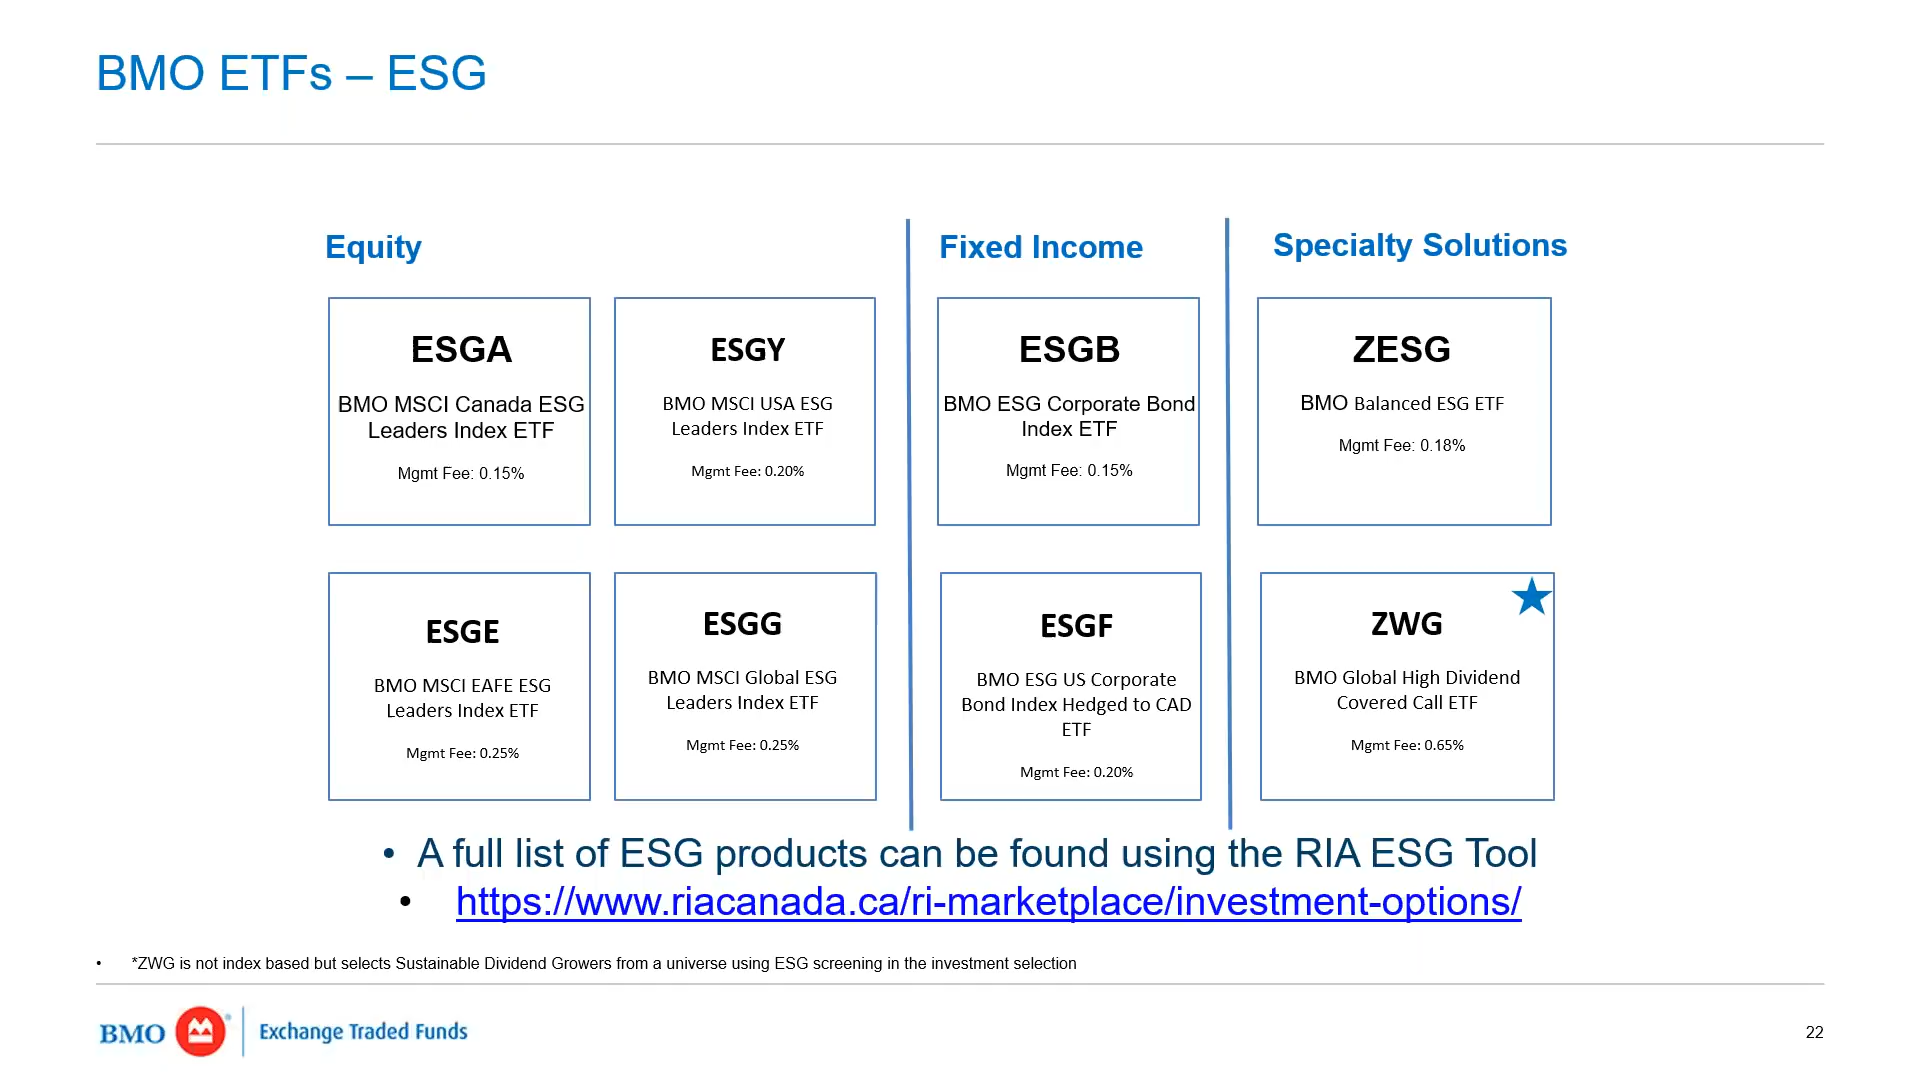 BMO ETFs – ESG
Equity
Fixed Income
Specialty Solutions
ESGA
BMO MSCI Canada ESG
Leaders Index ETF
Mgmt Fee: 0.15%
ESGY
BMO MSCI USA ESG
Leaders Index ETF
Mgmt Fee: 0.20%
ESGB
BMO ESG Corporate Bond
Index ETF
Mgmt Fee: 0.15%
ZESG
BMO Balanced ESG ETF
Mgmt Fee: 0.18%
ESGE
BMO MSCI EAFE ESG
Leaders Index ETF
Mgmt Fee: 0.25%
ESGG
BMO MSCI Global ESG
Leaders Index ETF
Mgmt Fee: 0.25%
ESGF
BMO ESG US Corporate
Bond Index Hedged to CAD
ETF
Mgmt Fee: 0.20%
ZWG
BMO Global High Dividend
Covered Call ETF
Mgmt Fee: 0.65%
• A full list of ESG products can be found using the RIA ESG Tool
• https://www.riacanada.ca/ri-marketplace/investment-options/
• *ZWG is not index based but selects Sustainable Dividend Growers from a universe using ESG screening in the investment selection
BMO ® Exchange Traded Funds
22